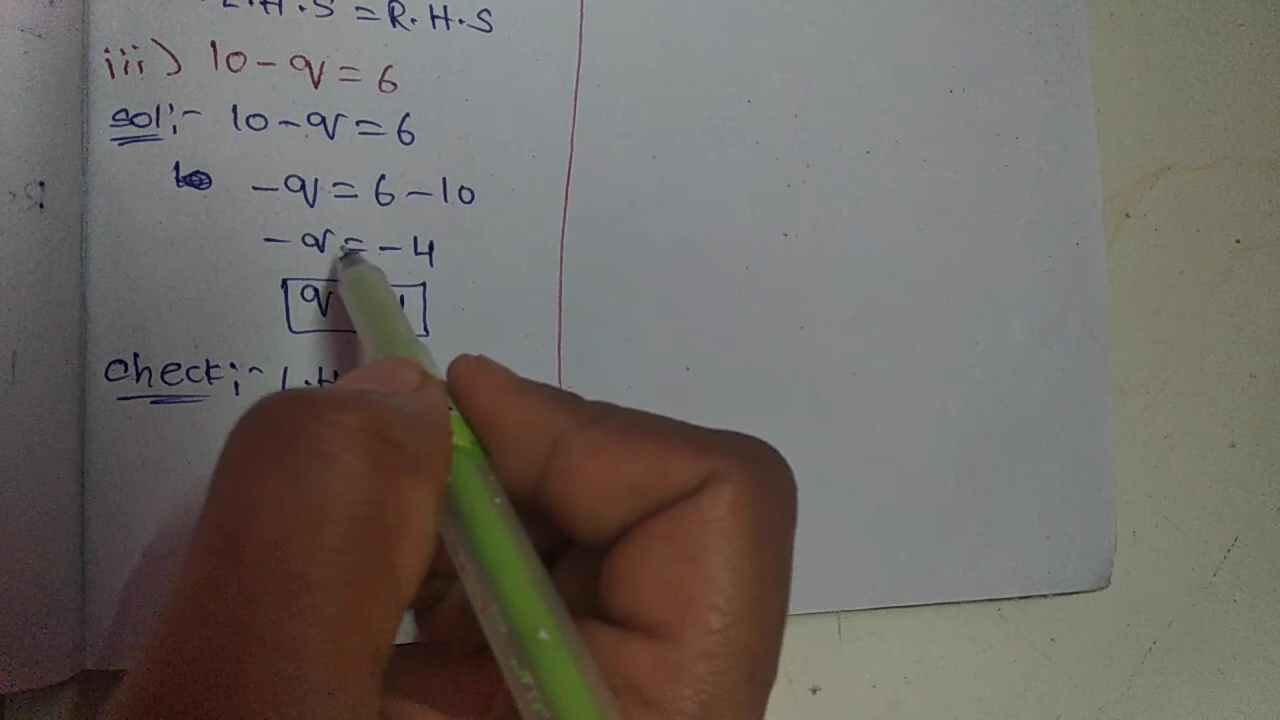 L.H.S = R.H.S
iii) 10 - q = 6
sol:- 10 - q = 6
- q = 6 - 10
- q = - 4
q
check:- L.H